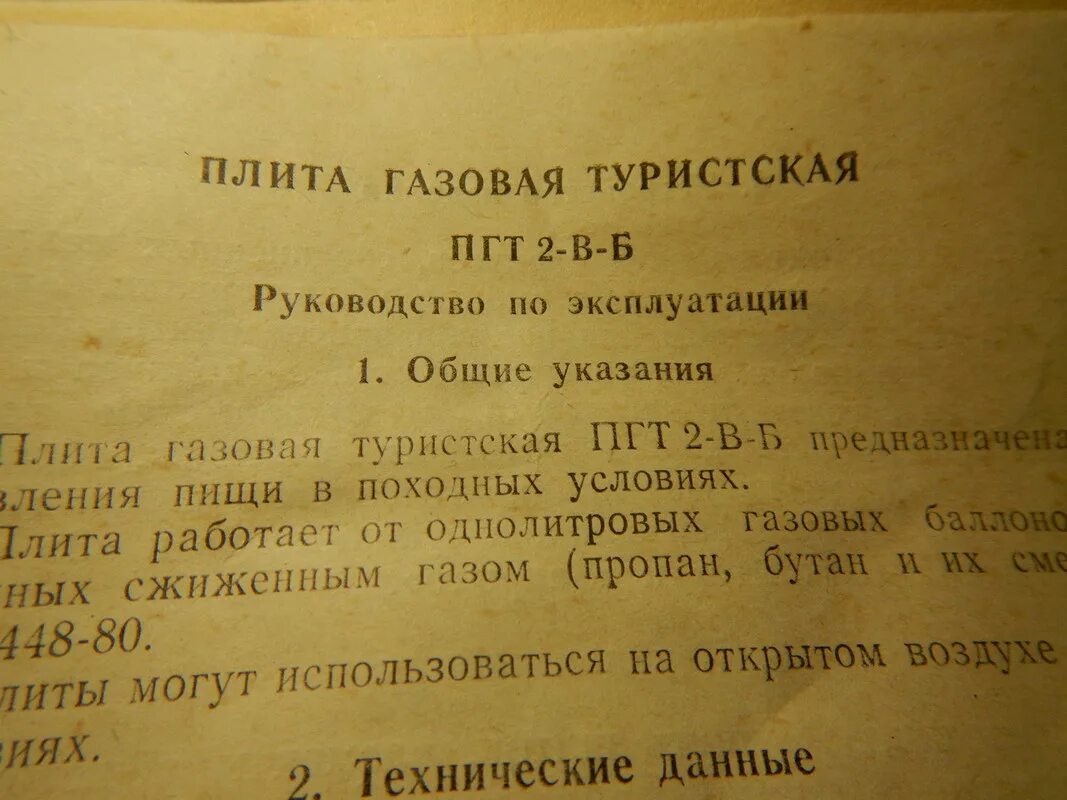 ПЛИТА ГАЗОВАЯ ТУРИСТСКАЯ
ПГТ 2-В-Б
Руководство по эксплуатации
1. Общие указания
Плита газовая туристская ПГТ 2-В-Б предназначена
вления пищи в походных условиях.
Плита работает от однолитровых газовых баллоно
ных сжиженным газом (пропан, бутан и их сме
448-80.
литы могут использоваться на открытом воздухе
виях.
2. Технические данные